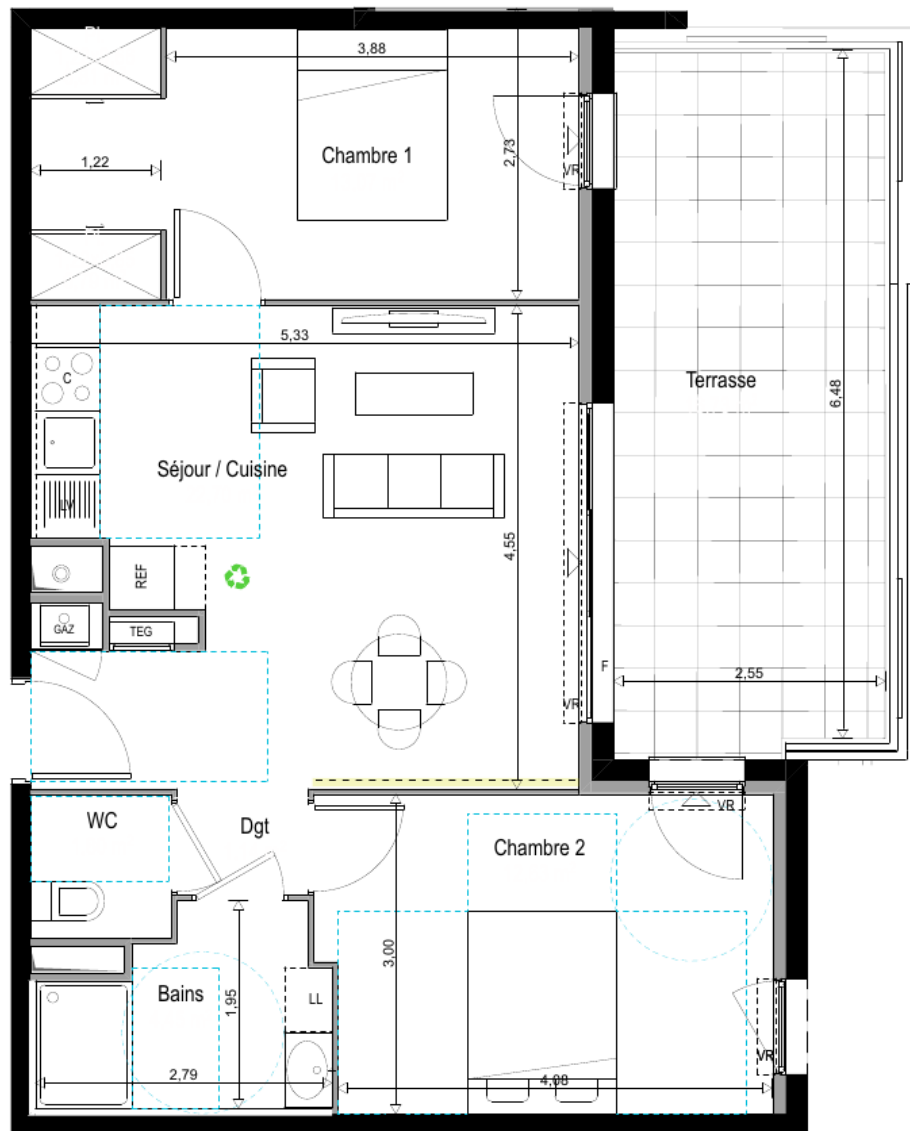 3,88
1,22
Chambre 1
2,73
VR
5,33
C
Séjour / Cuisine
LV
4,55
REF
GAZ
TEG
Terrasse
6,48
2,55
F
VR
WC
Dgt
VR
Chambre 2
3,00
Bains
1,95
LL
2,79
4,08
VR